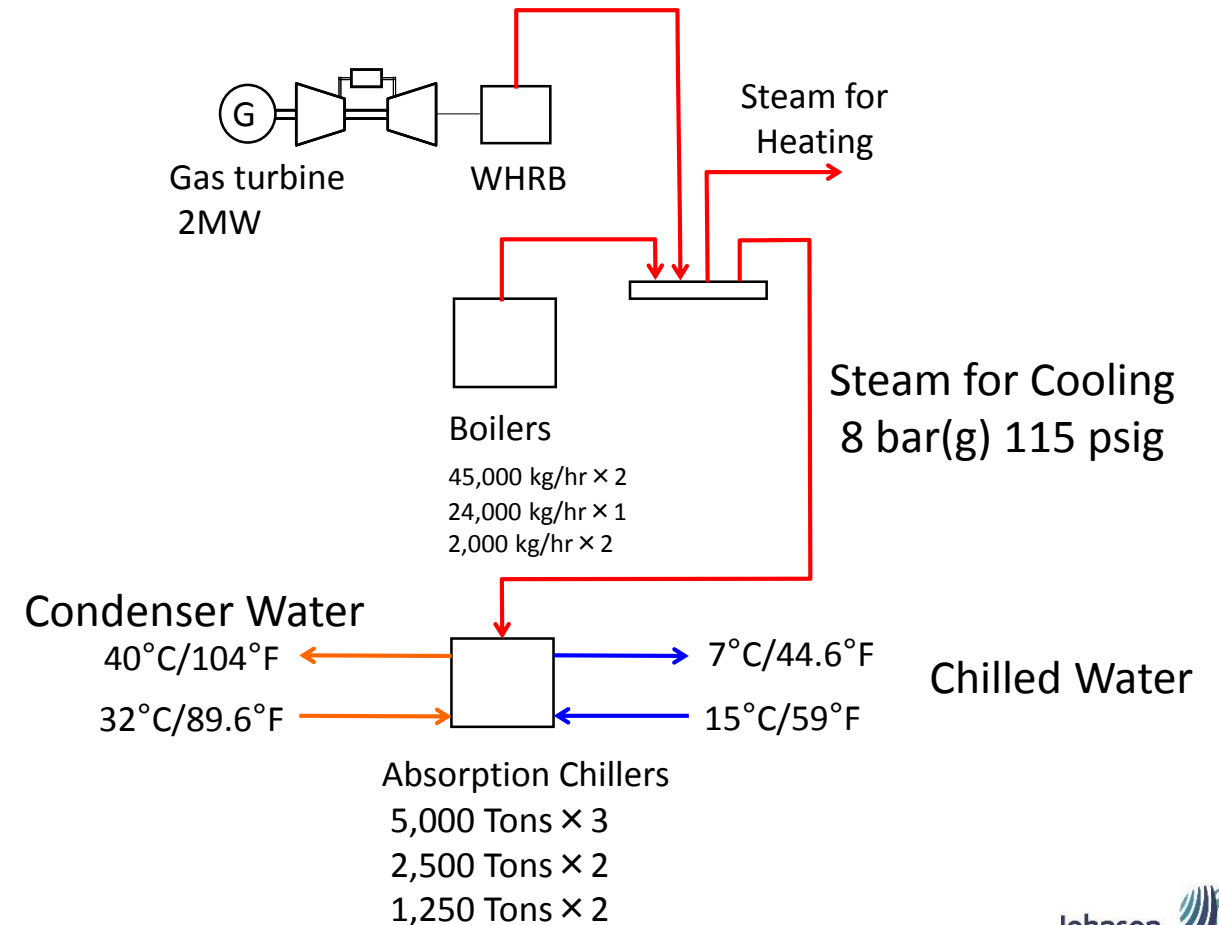 G
Gas turbine
2MW
WHRB
Steam for
Heating
Boilers
45,000 kg/hr × 2
24,000 kg/hr × 1
2,000 kg/hr × 2
Steam for Cooling
8 bar(g) 115 psig
Condenser Water
40°C/104°F
32°C/89.6°F
7°C/44.6°F
15°C/59°F
Chilled Water
Absorption Chillers
5,000 Tons × 3
2,500 Tons × 2
1,250 Tons × 2